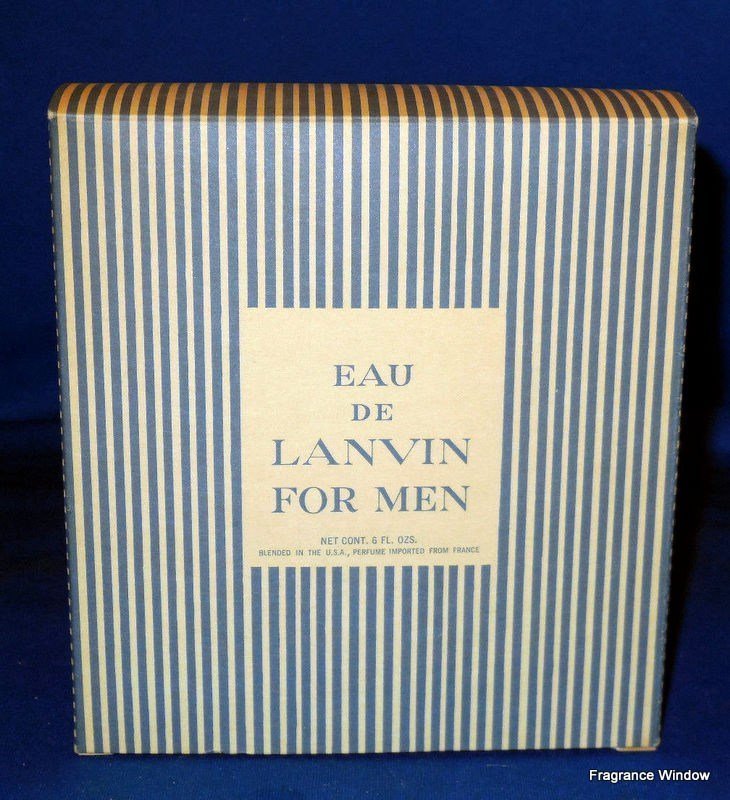 EAU
DE
LANVIN
FOR MEN
NET CONT. 6 FL. OZS.
BLENDED IN THE U.S.A., PERFUME IMPORTED FROM FRANCE
Fragrance Window